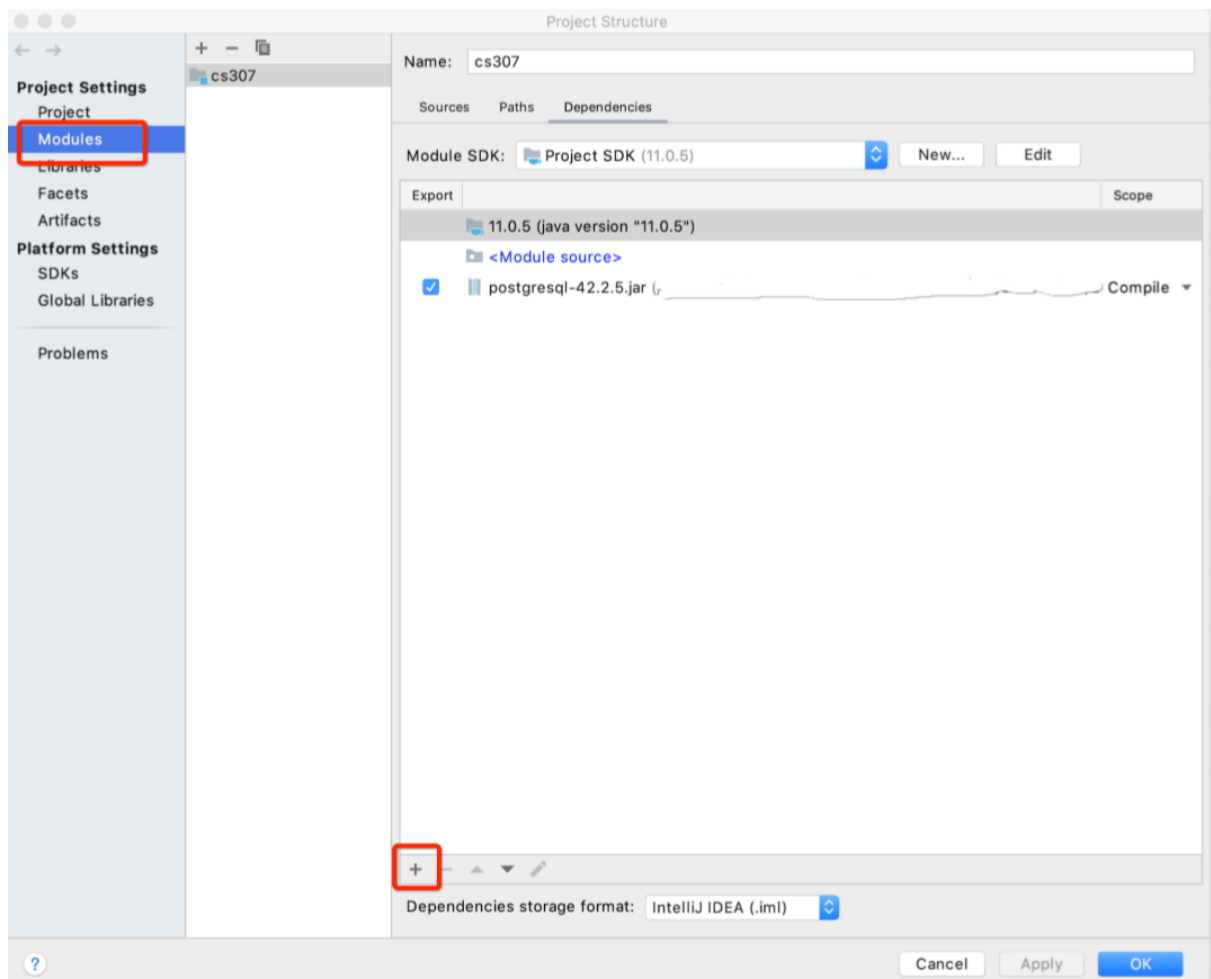 Project Structure
Project Settings
Project
Modules
Libraries
Facets
Artifacts
Platform Settings
SDKs
Global Libraries
Problems
cs307
Name: cs307
Sources Paths Dependencies
Module SDK: Project SDK (11.0.5) New... Edit
Export Scope
11.0.5 (java version "11.0.5")
<Module source>
postgresql-42.2.5.jar ( Compile
Dependencies storage format: IntelliJ IDEA (.iml)
? Cancel Apply OK